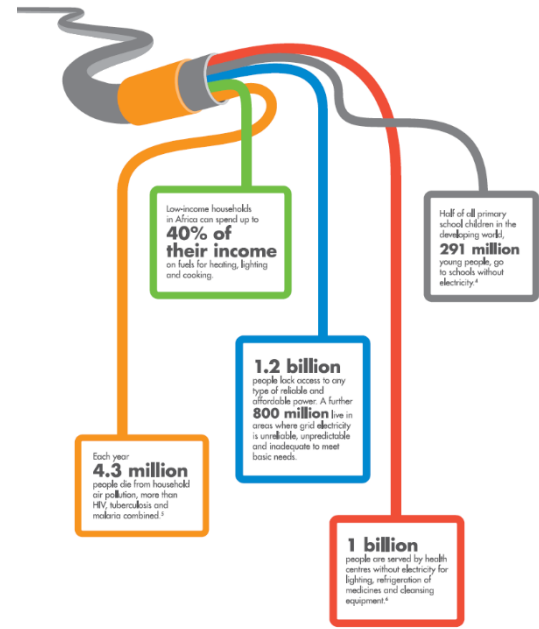 Low-income households
in Africa can spend up to
40% of
their income
on fuels for heating, lighting
and cooking.
Half of all primary
school children in the
developing world,
291 million
young people, go
to schools without
electricity.⁴
1.2 billion
people lack access to any
type of reliable and
affordable power. A further
800 million live in
areas where grid electricity
is unreliable, unpredictable
and inadequate to meet
basic needs.
Each year
4.3 million
people die from household
air pollution, more than
HIV, tuberculosis and
malaria combined.⁵
1 billion
people are served by health
centres without electricity for
lighting, refrigeration of
medicines and cleansing
equipment.⁶